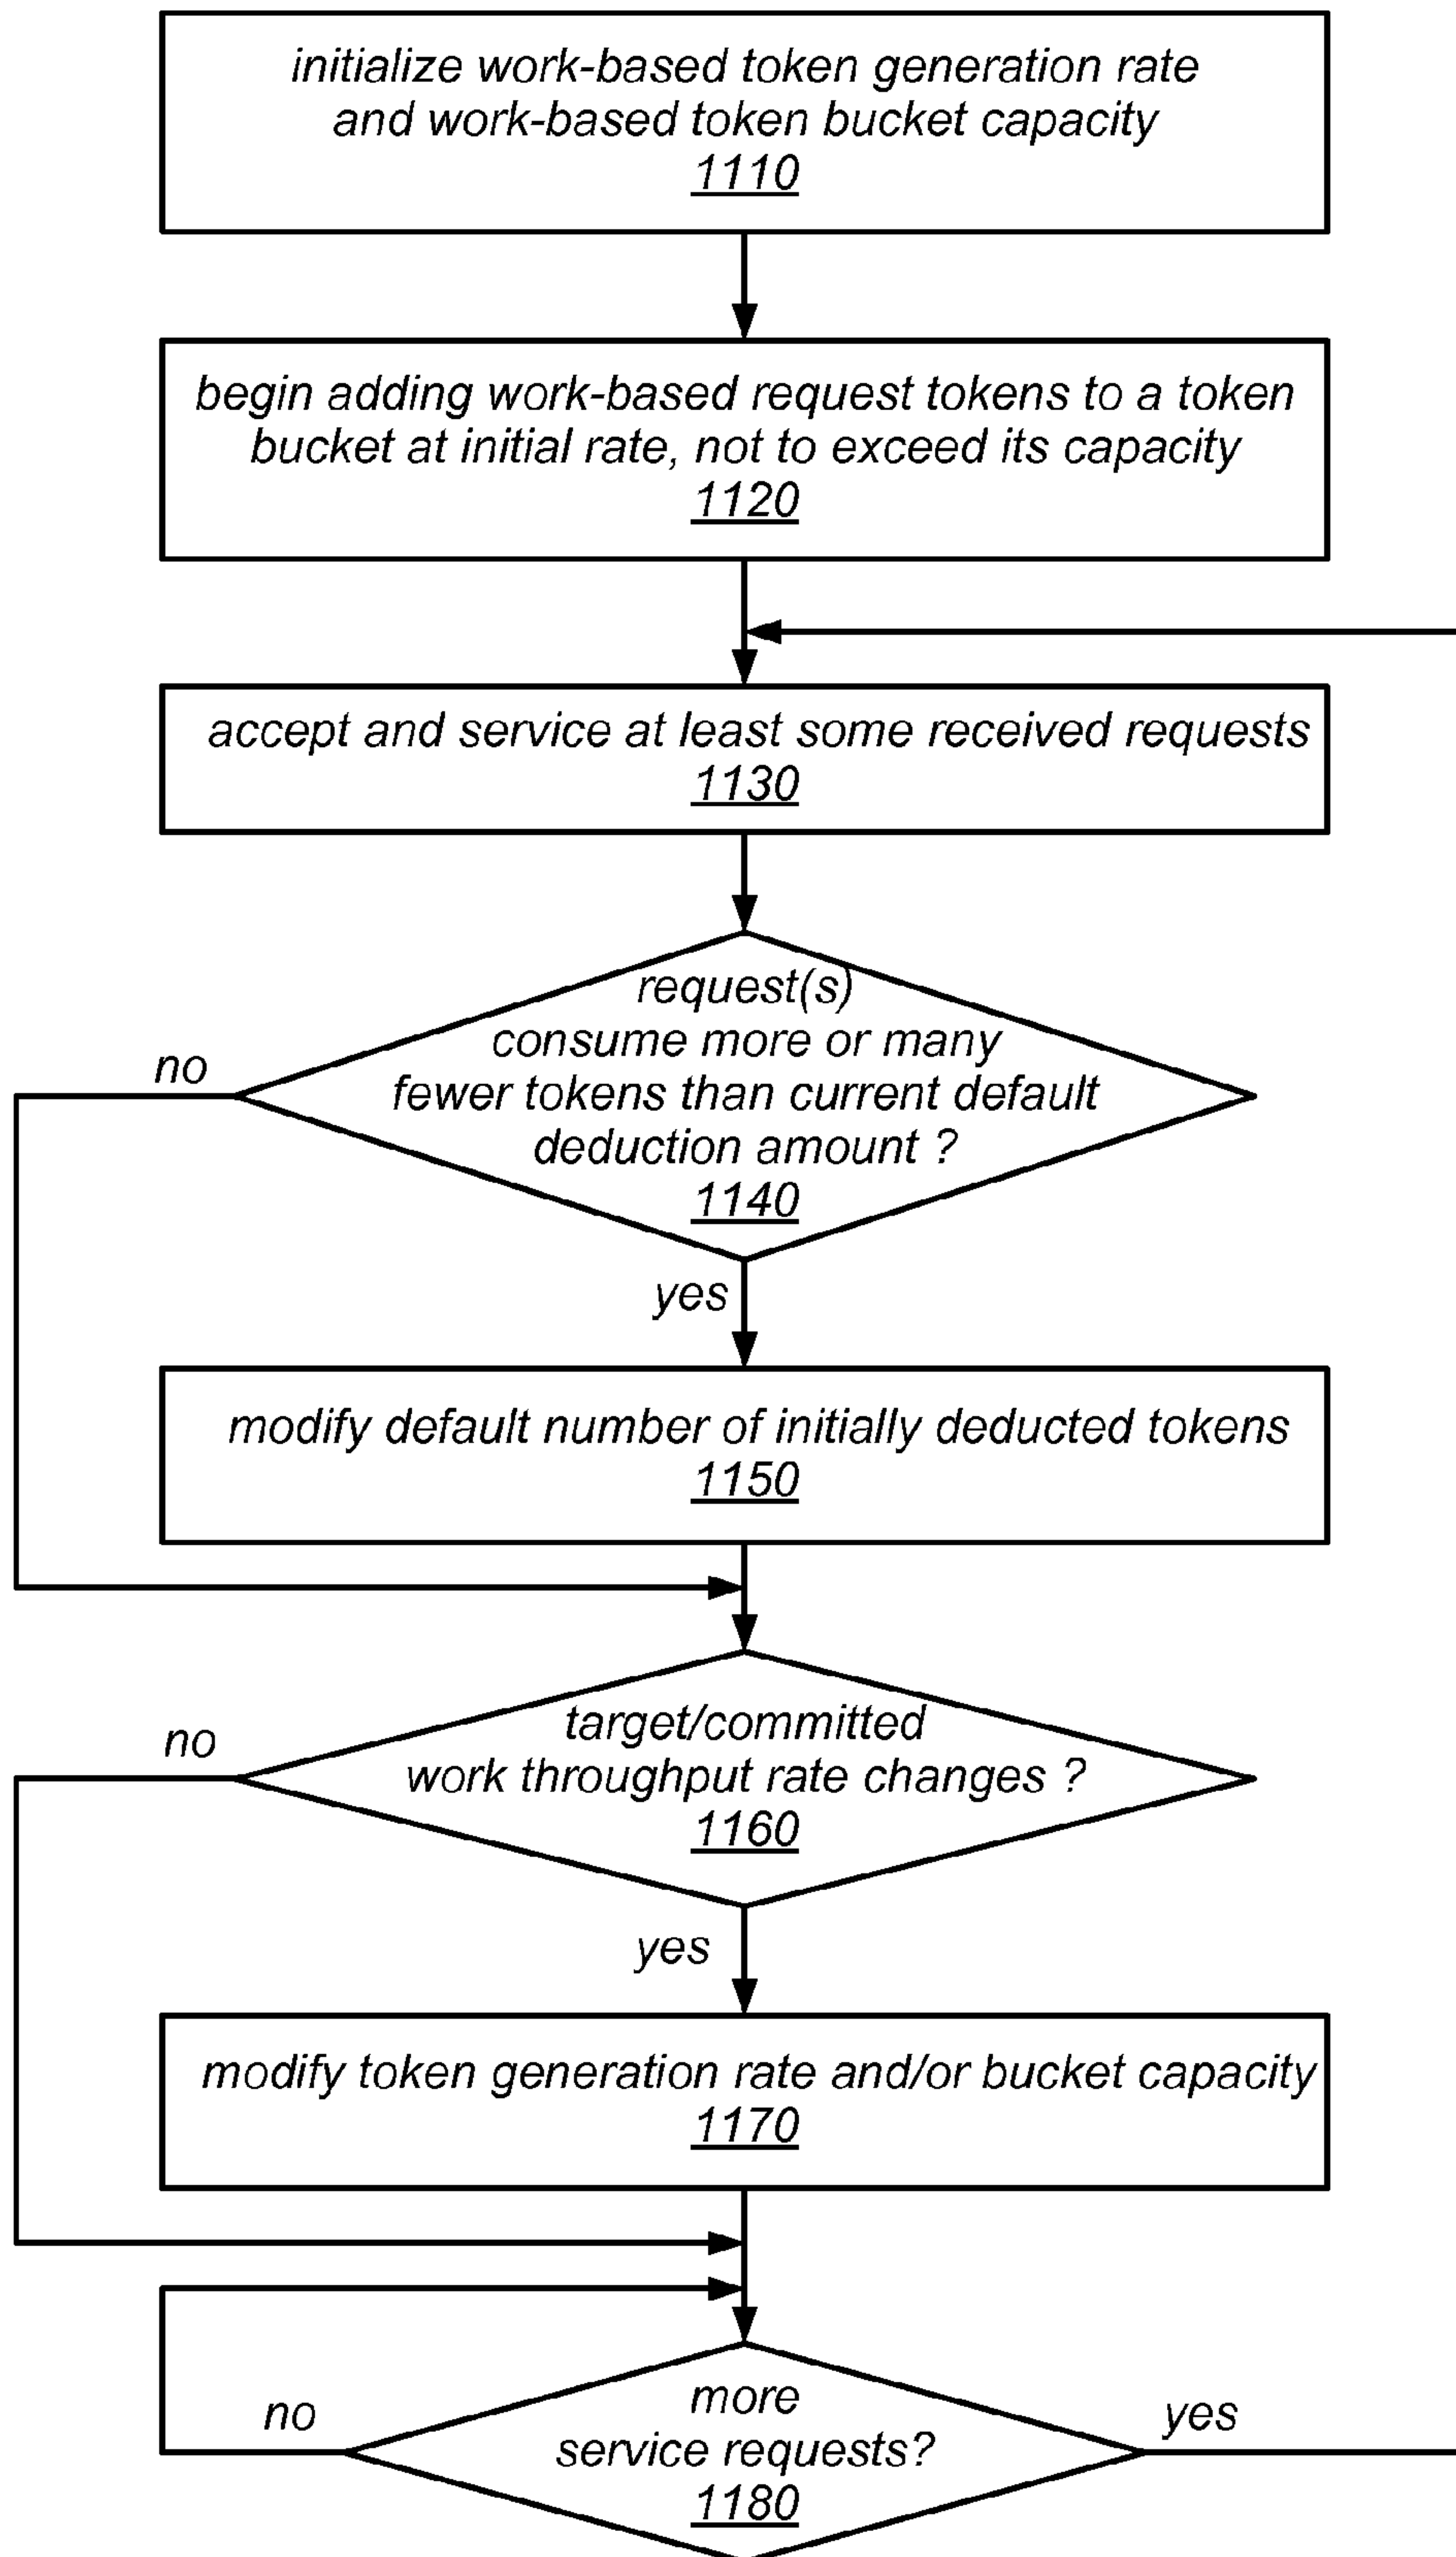 initialize work-based token generation rate
and work-based token bucket capacity
1110
begin adding work-based request tokens to a token
bucket at initial rate, not to exceed its capacity
1120
accept and service at least some received requests
1130
request(s)
consume more or many
fewer tokens than current default
deduction amount ?
1140
no
yes
modify default number of initially deducted tokens
1150
target/committed
work throughput rate changes ?
1160
no
yes
modify token generation rate and/or bucket capacity
1170
more
service requests?
1180
no
yes